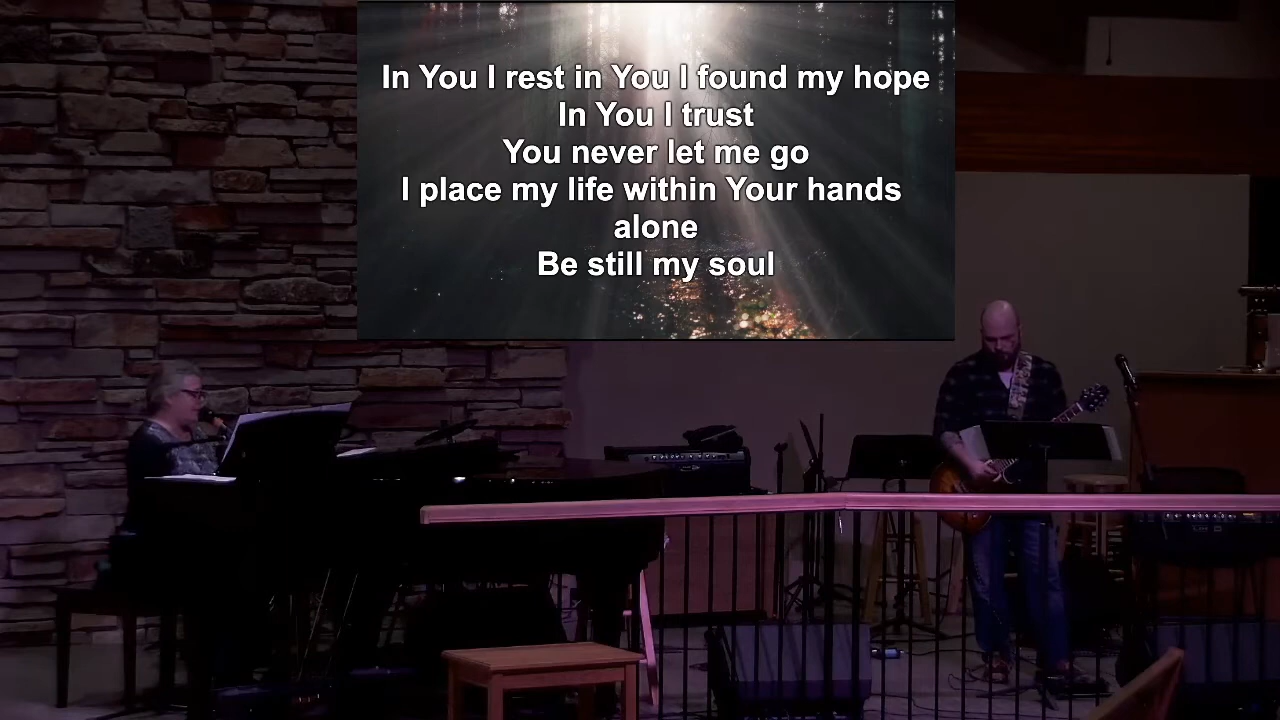 In You I rest in You I found my hope
In You I trust
You never let me go
I place my life within Your hands
alone
Be still my soul